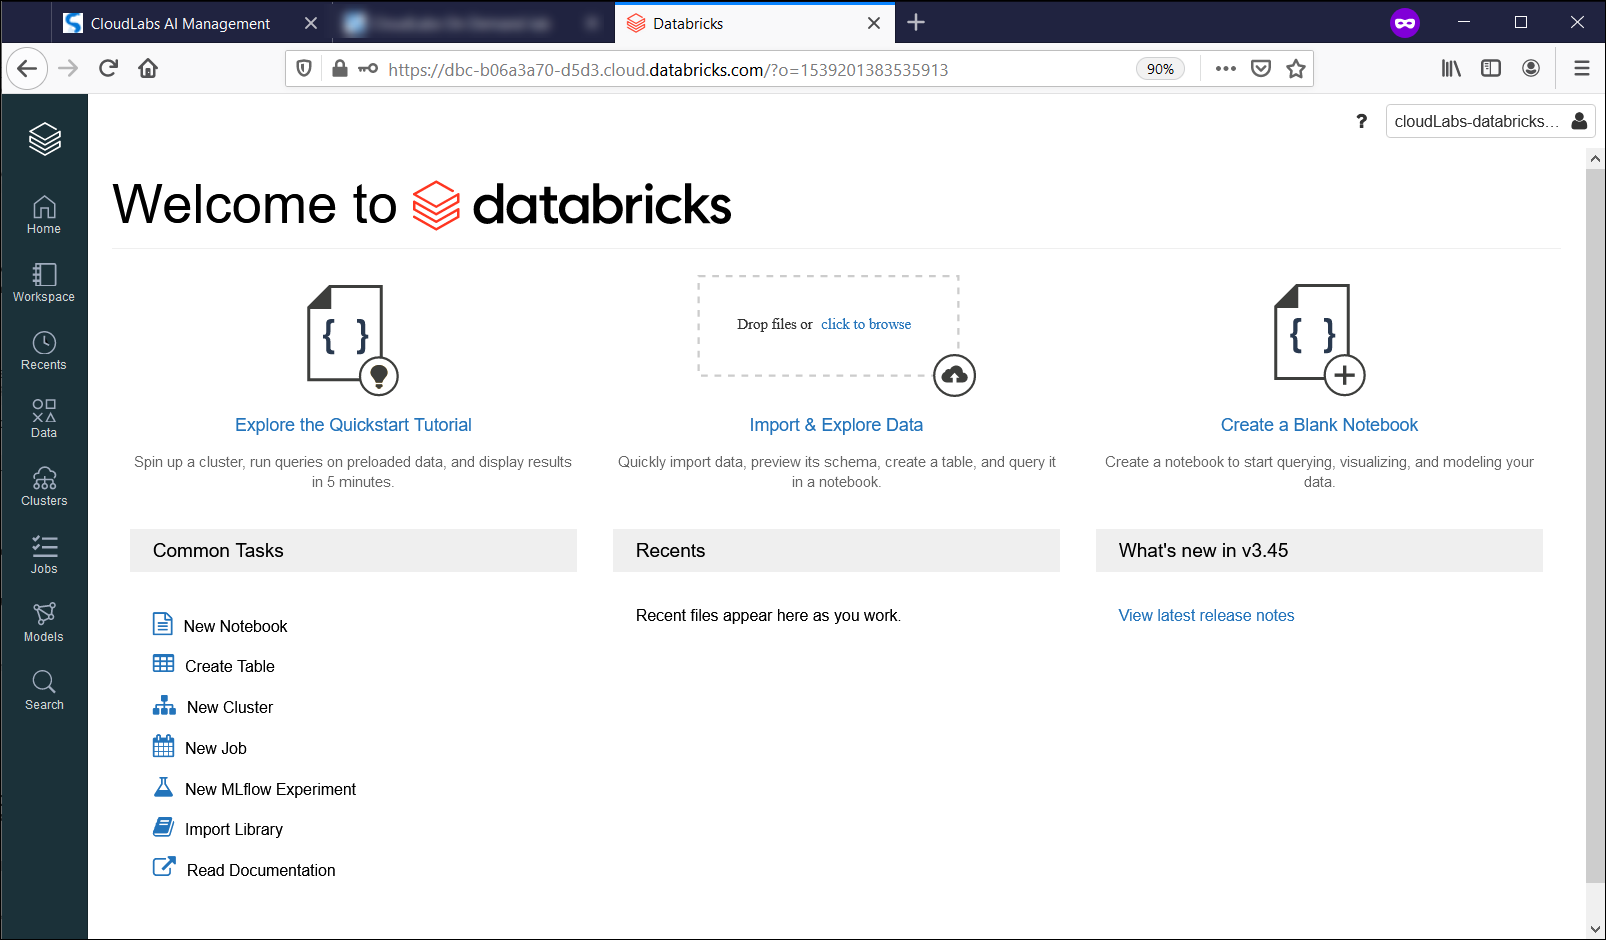 CloudLabs AI Management
Databricks
https://dbc-b06a3a70-d5d3.cloud.databricks.com/?o=1539201383535913
90%
? cloudLabs-databricks...
Home
Workspace
Recents
Data
Clusters
Jobs
Models
Search
Welcome to databricks
{ }
Drop files or click to browse
{ }
Explore the Quickstart Tutorial
Spin up a cluster, run queries on preloaded data, and display results
in 5 minutes.
Import & Explore Data
Quickly import data, preview its schema, create a table, and query it
in a notebook.
Create a Blank Notebook
Create a notebook to start querying, visualizing, and modeling your
data.
Common Tasks
New Notebook
Create Table
New Cluster
New Job
New MLflow Experiment
Import Library
Read Documentation
Recents
Recent files appear here as you work.
What's new in v3.45
View latest release notes